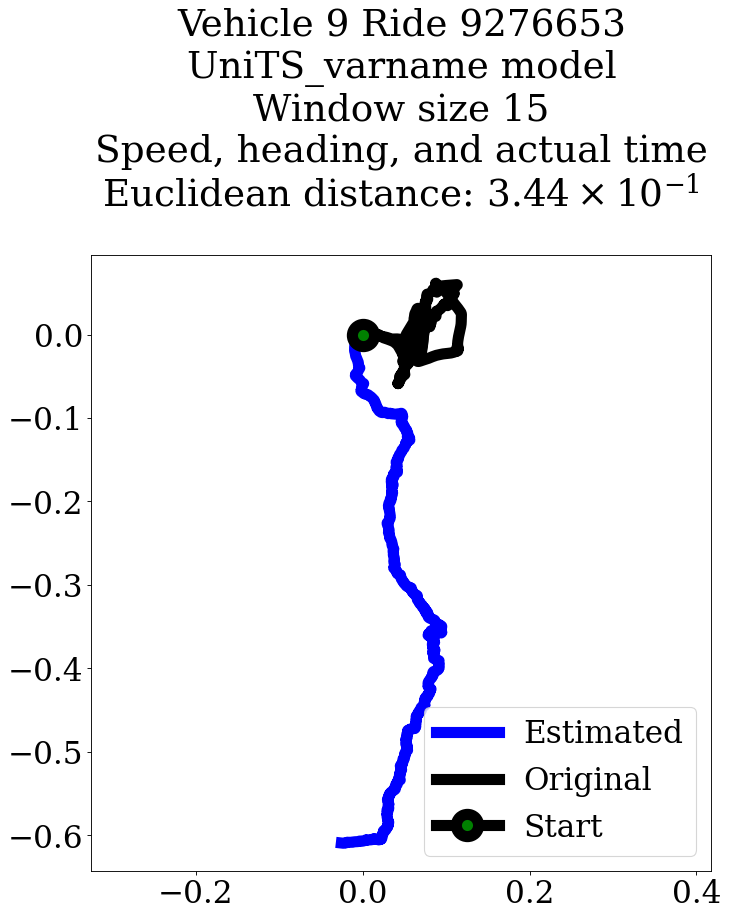 Vehicle 9 Ride 9276653
UniTS_varname model
Window size 15
Speed, heading, and actual time
Euclidean distance: 3.44 × 10⁻¹
0.0
−0.1
−0.2
−0.3
−0.4
−0.5
−0.6
Estimated
Original
Start
−0.2
0.0
0.2
0.4